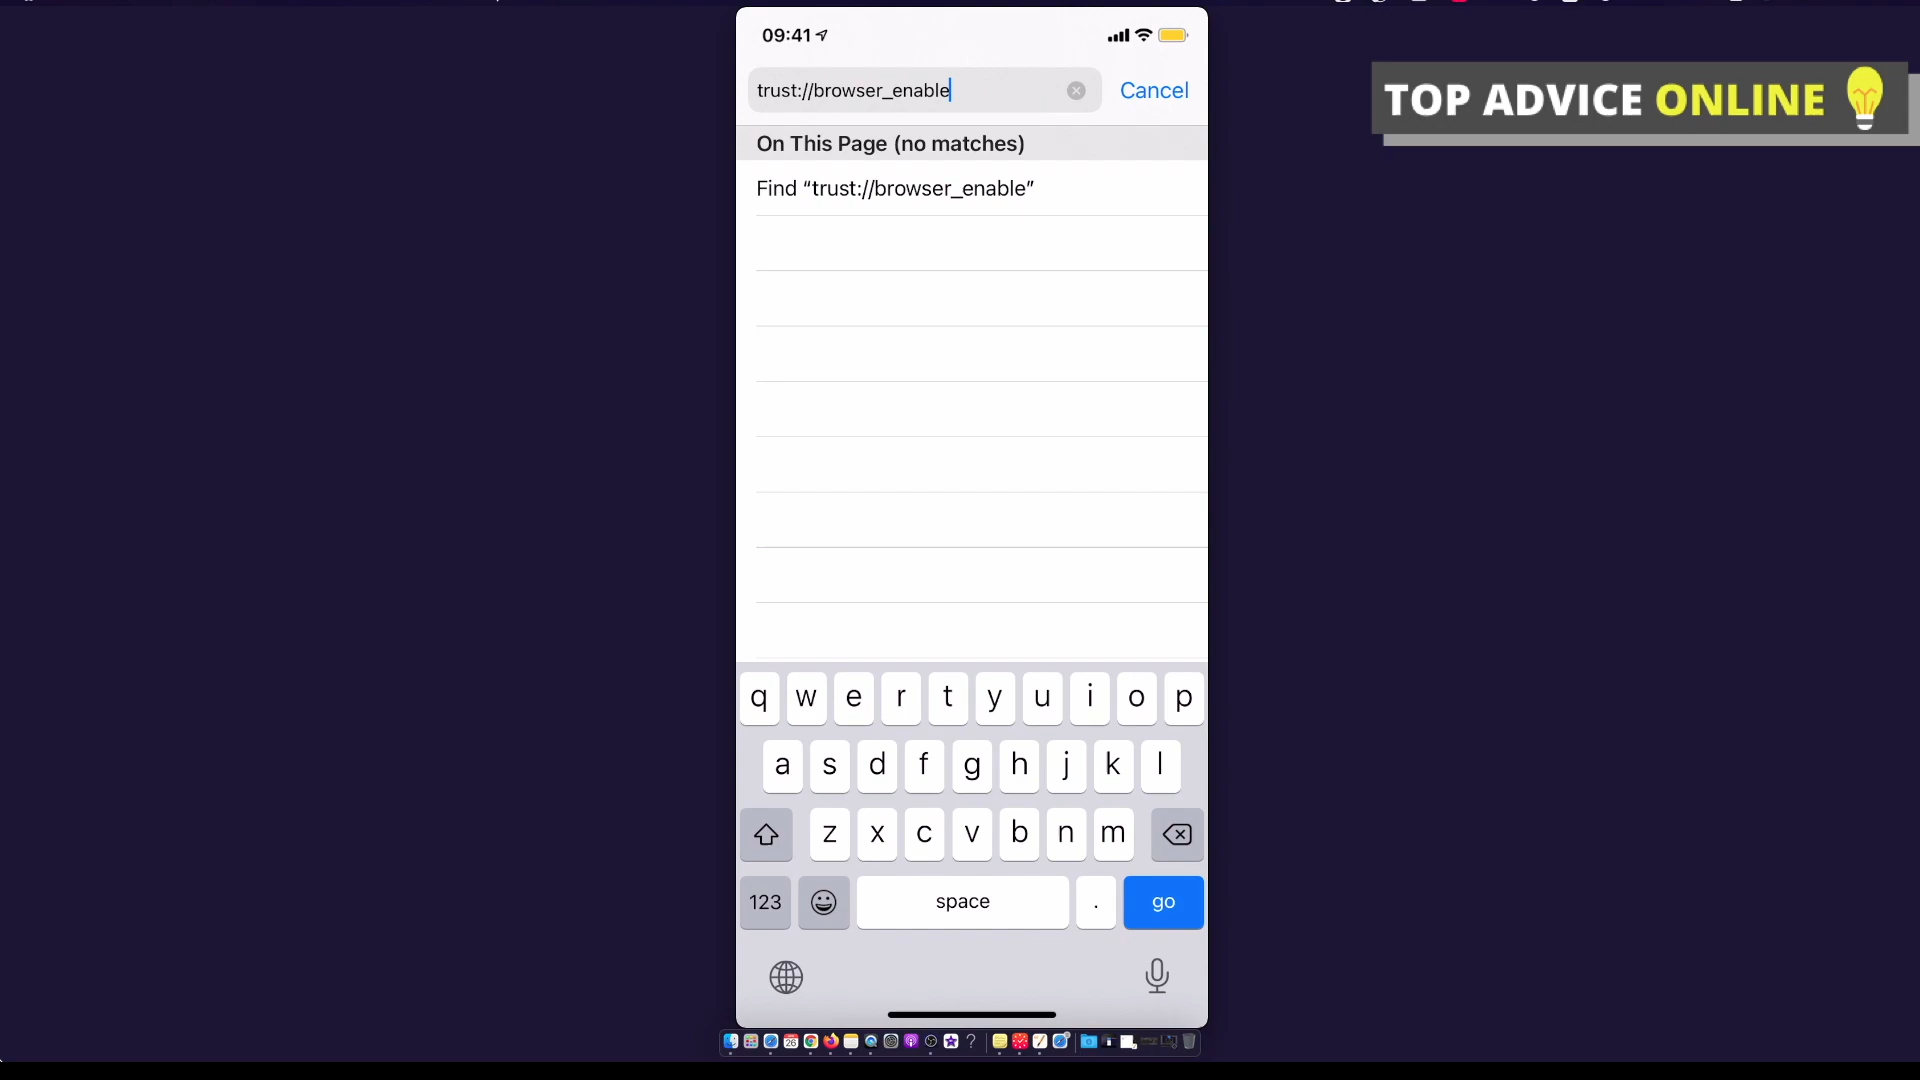 09:41
trust://browser_enable
Cancel
TOP ADVICE ONLINE
On This Page (no matches)
Find “trust://browser_enable”
q w e r t y u i o p
a s d f g h j k l
z x c v b n m
123 space . go
26 ?